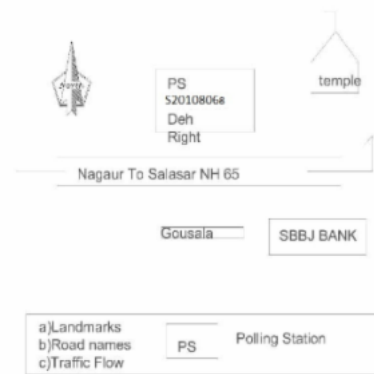 North
temple
PS
S20108068
Deh
Right
Nagaur To Salasar NH 65
Gousala
SBBJ BANK
a)Landmarks
b)Road names
c)Traffic Flow
PS
Polling Station